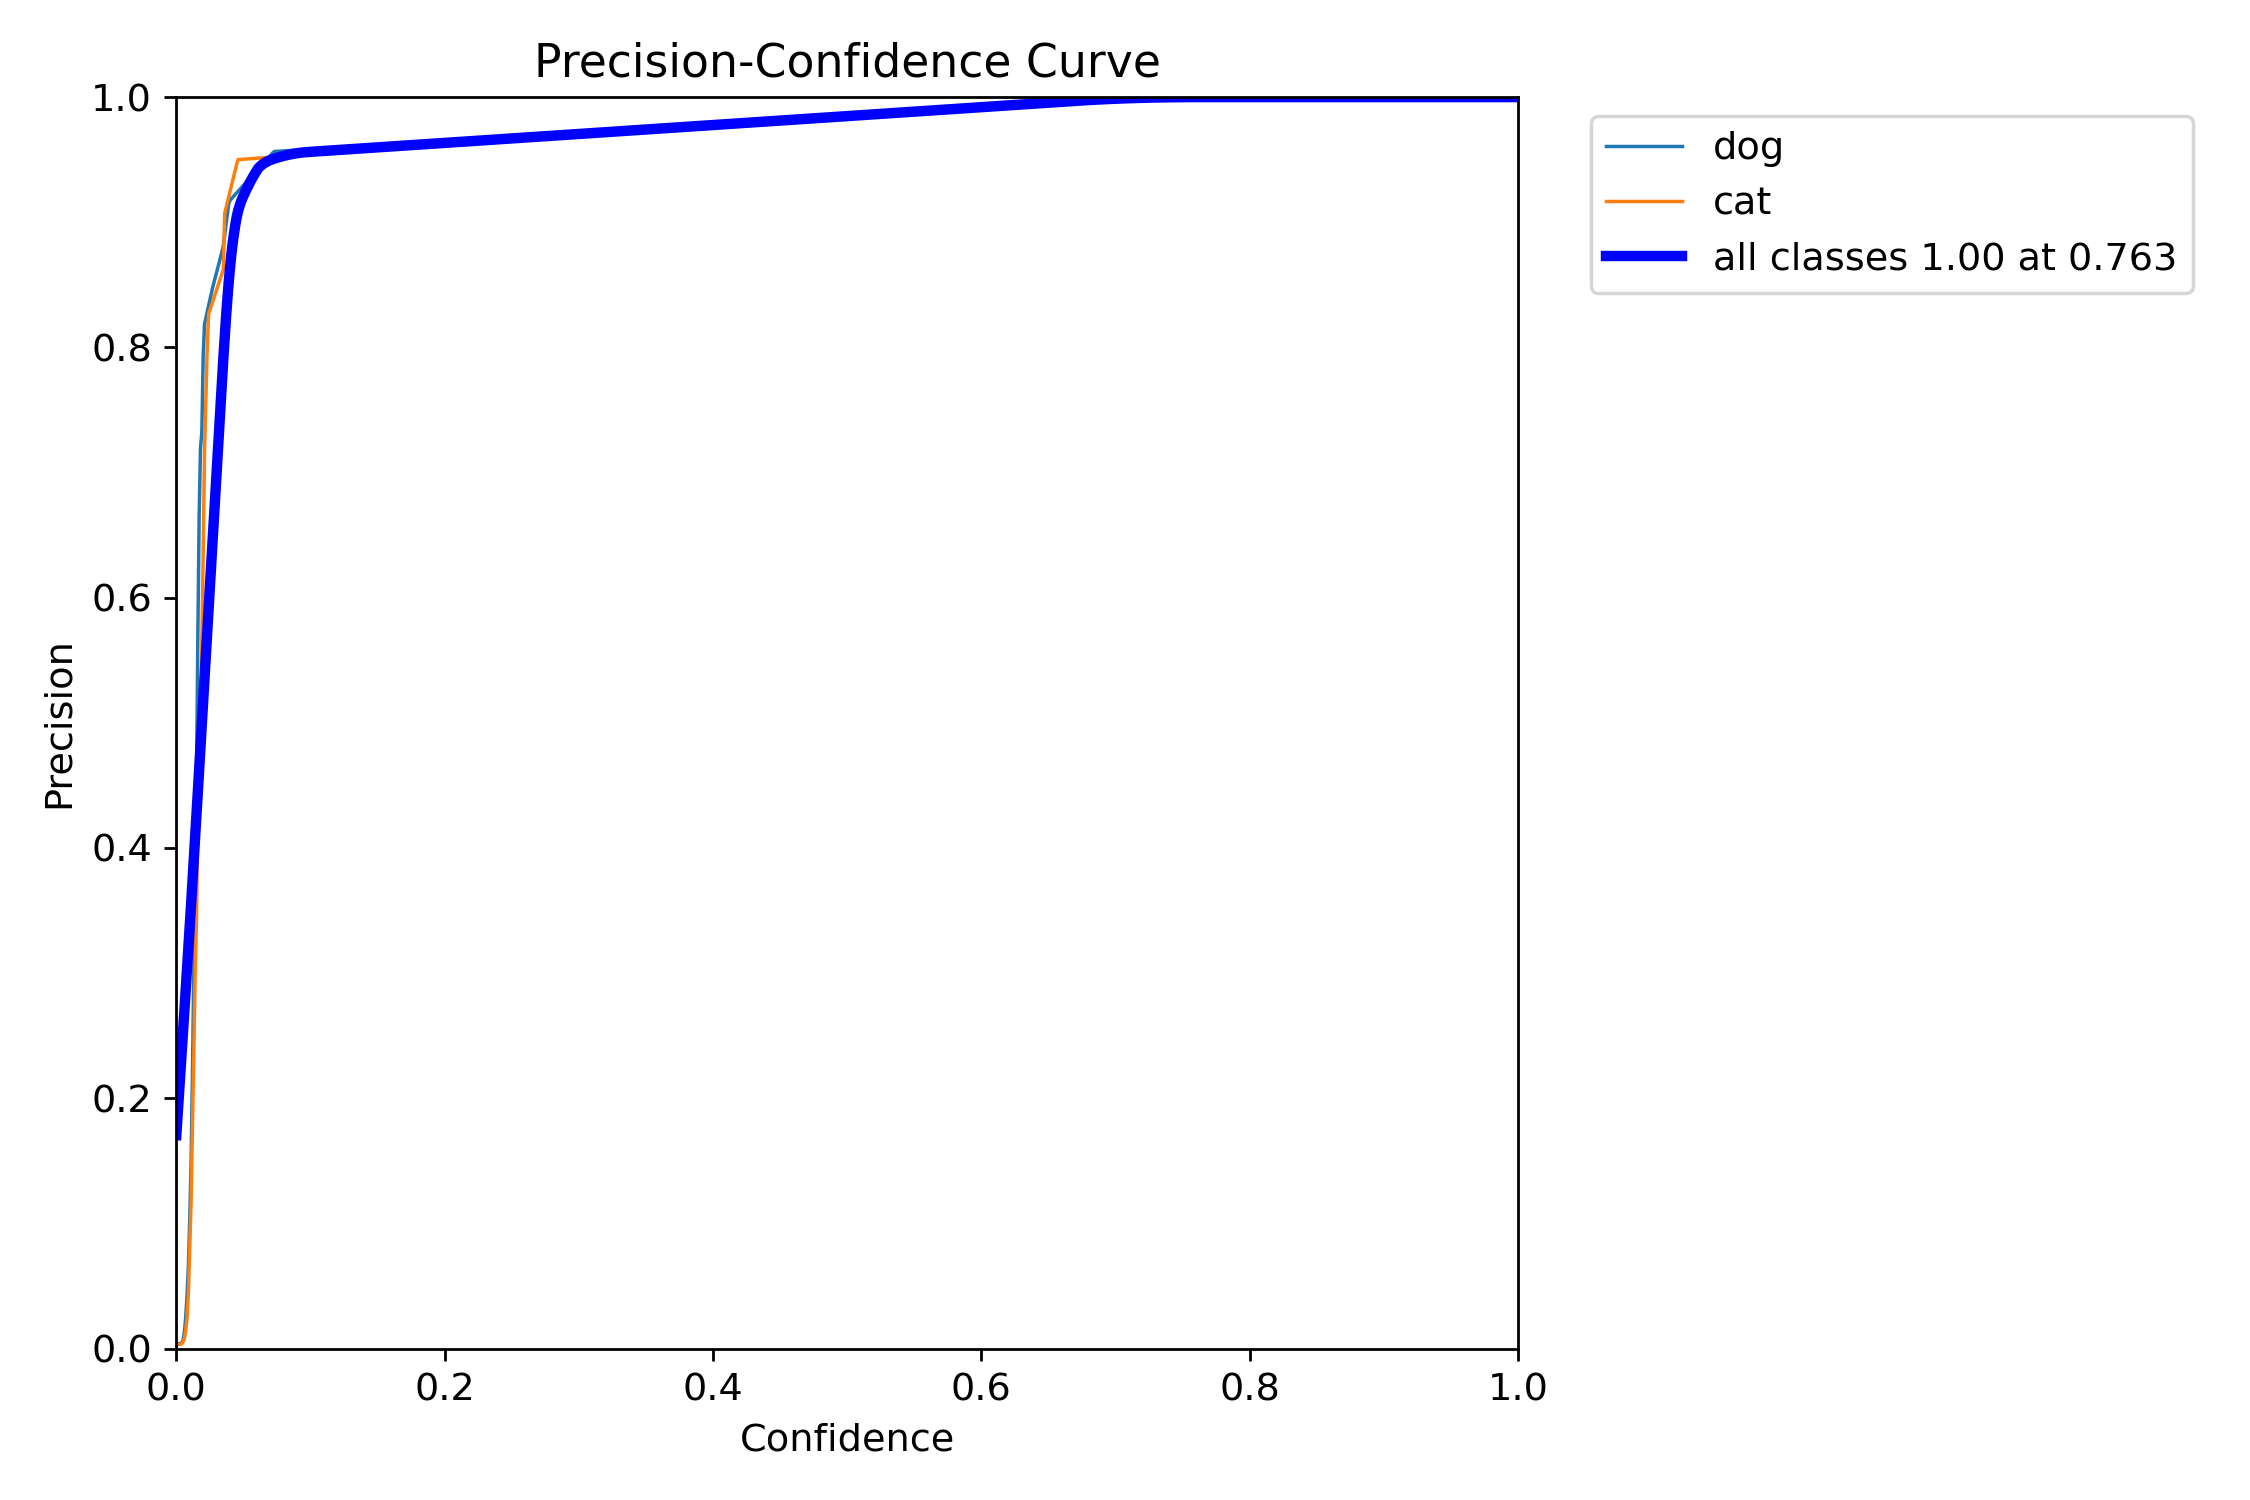 Precision-Confidence Curve
1.0
0.8
0.6
0.4
0.2
0.0
Precision
0.0 0.2 0.4 0.6 0.8 1.0
Confidence
dog
cat
all classes 1.00 at 0.763